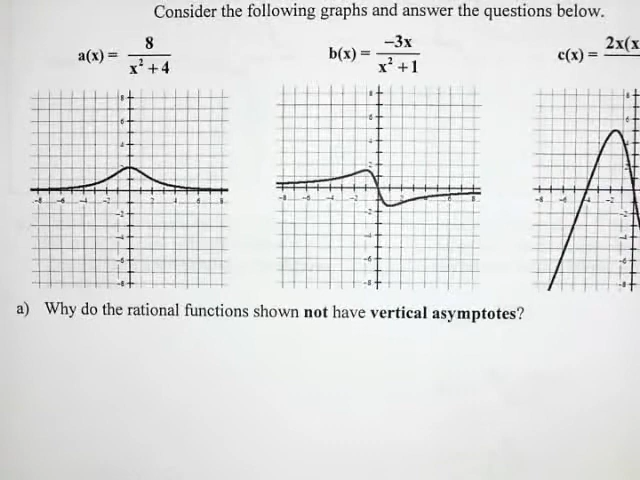 Consider the following graphs and answer the questions below.
a(x) = 8 / x² + 4
b(x) = −3x / x² + 1
c(x) = 2x(x
a) Why do the rational functions shown not have vertical asymptotes?